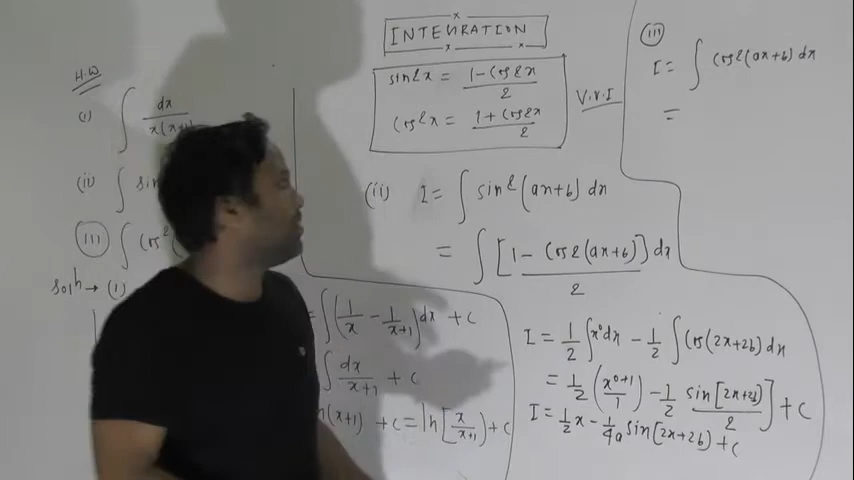 INTEGRATION
sin²x = 1 - cos2x / 2
cos²x = 1 + cos2x / 2
V.V.I
H.W
(i) ∫ dx / x(x+1)
(ii) ∫ sin
(iii) ∫ cos²(
Solⁿ → (i)
= ∫ (1/x - 1/x+1) dx + c
∫ dx / x+1 + c
n(x+1) + c = ln[x / x+1] + c
(ii) I = ∫ sin²(ax+b) dx
= ∫ [1 - cos2(ax+b)] / 2 dx
I = 1/2 ∫ x⁰dx - 1/2 ∫ cos(2x+2b) dx
= 1/2 (x⁰⁺¹ / 1) - 1/2 sin[2x+2b] / 2 ] + c
I = 1/2 x - 1/4a sin[2x+2b] + c
(iii)
I = ∫ cos²(ax+b) dx
=